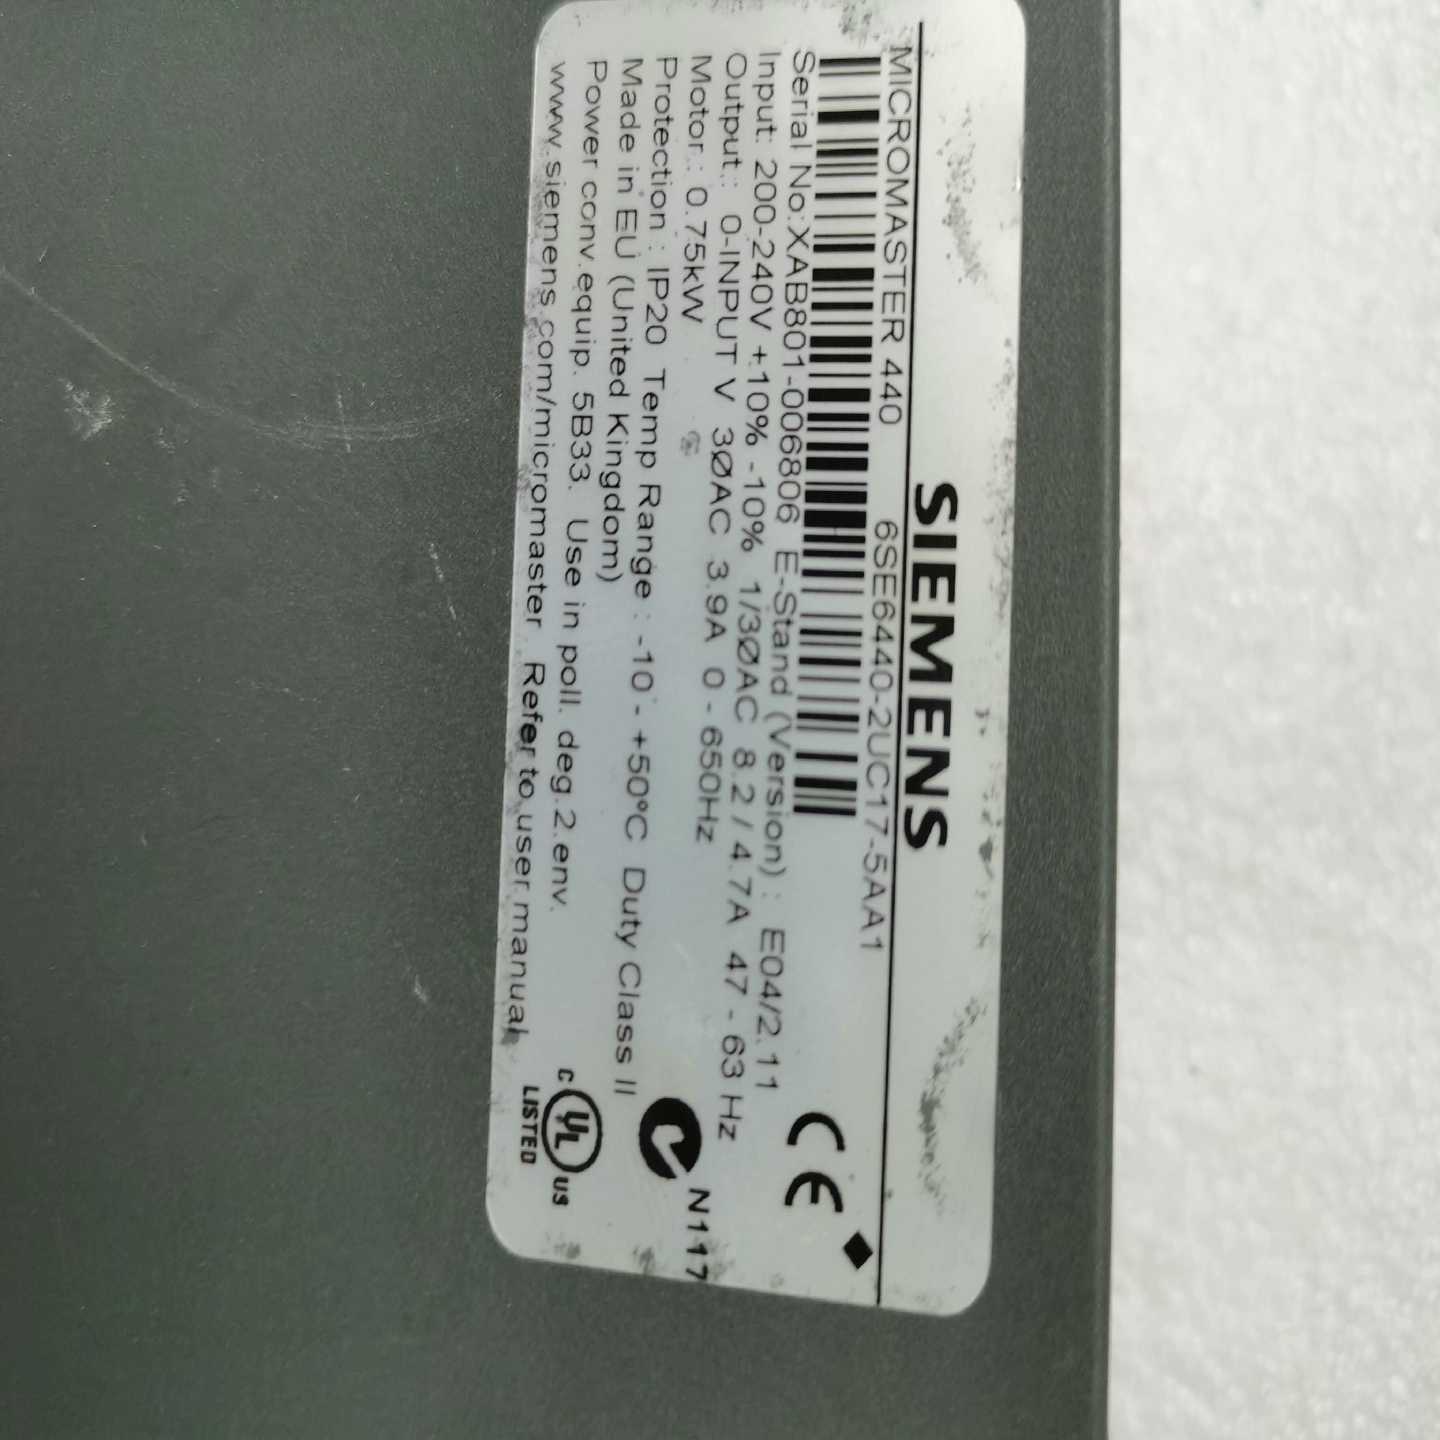 SIEMENS
MICROMASTER 440 6SE6440-2UC17-5AA1
Serial No:XAB801-006806 E-Stand (Version) : E04/2.11
Input: 200-240V +10% -10% 1/3ØAC 8.2 / 4.7A 47 - 63 Hz
Output : 0-INPUT V 3ØAC 3.9A 0 - 650Hz
Motor : 0.75kW
Protection : IP20 Temp Range : -10 - +50°C Duty Class II
Made in EU (United Kingdom)
Power conv.equip. 5B33. Use in poll. deg.2.env.
www.siemens.com/micromaster Refer to user manual
CE
N117
C UL US
LISTED